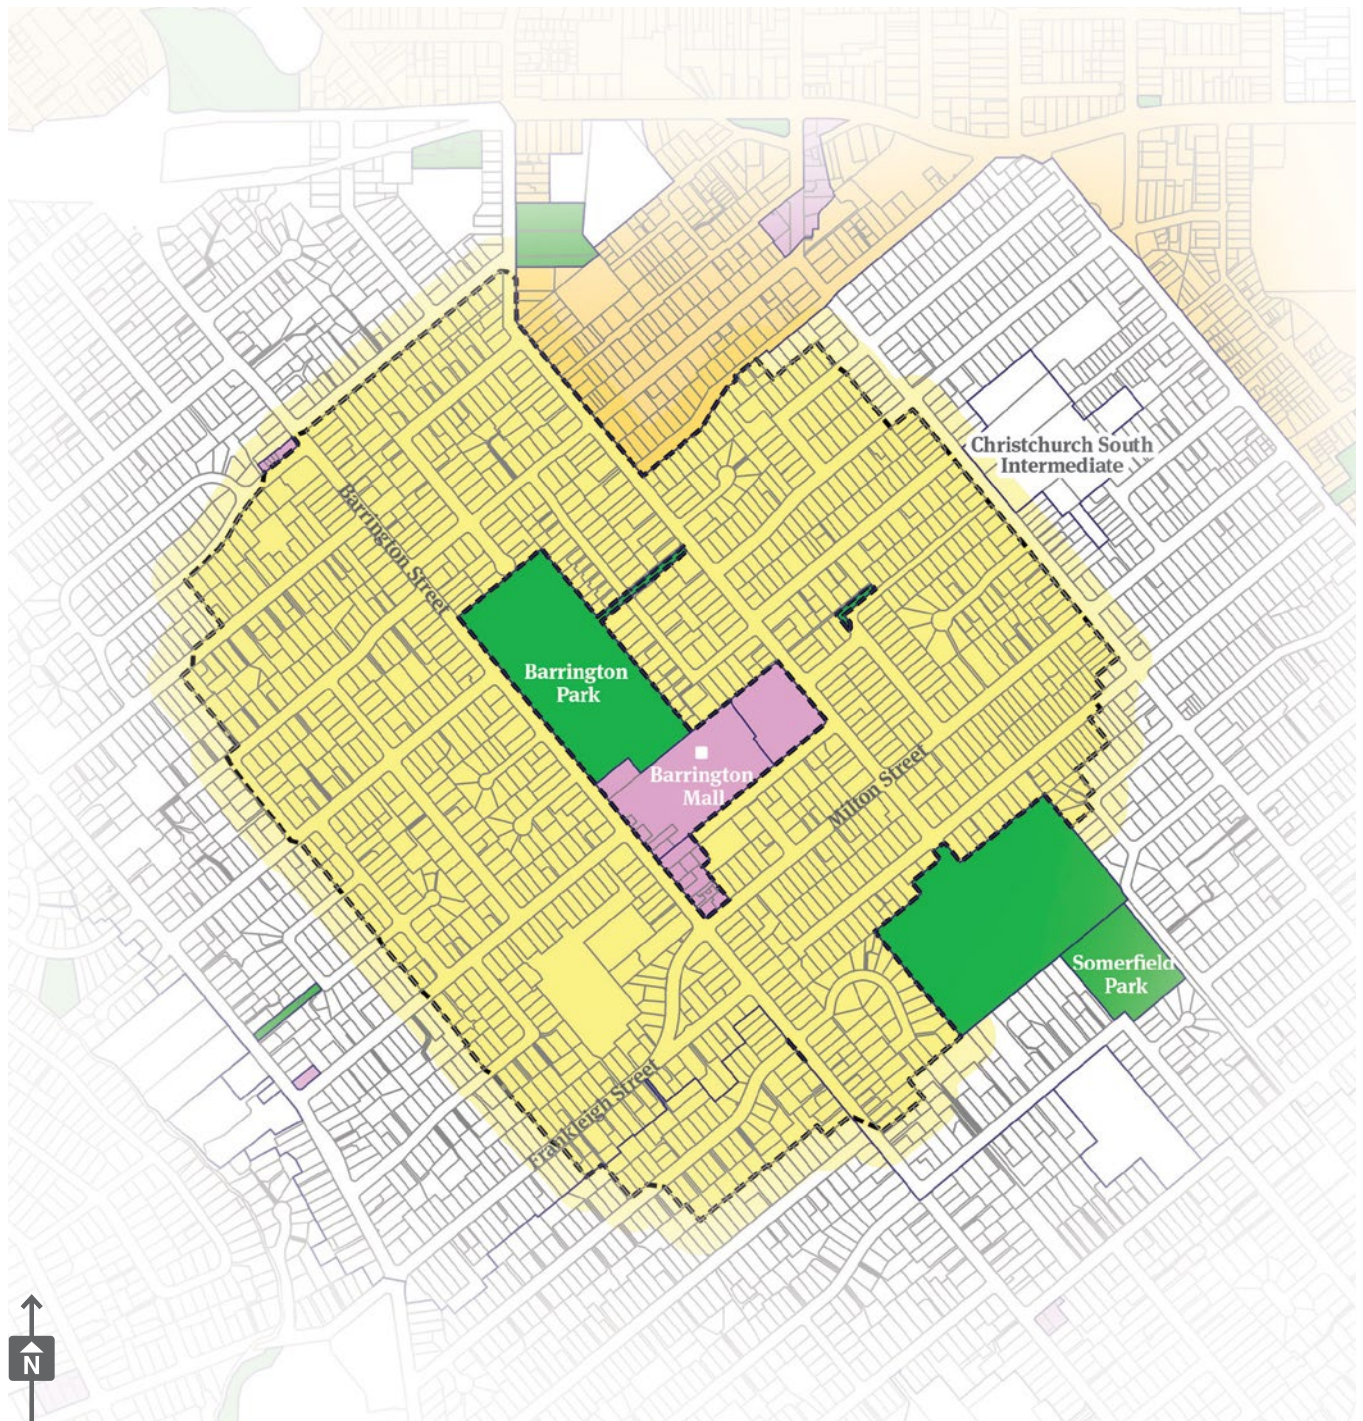 Christchurch South
Intermediate
Barrington Street
Barrington
Park
Barrington
Mall
Milton Street
Somerfield
Park
Frankleigh Street
N